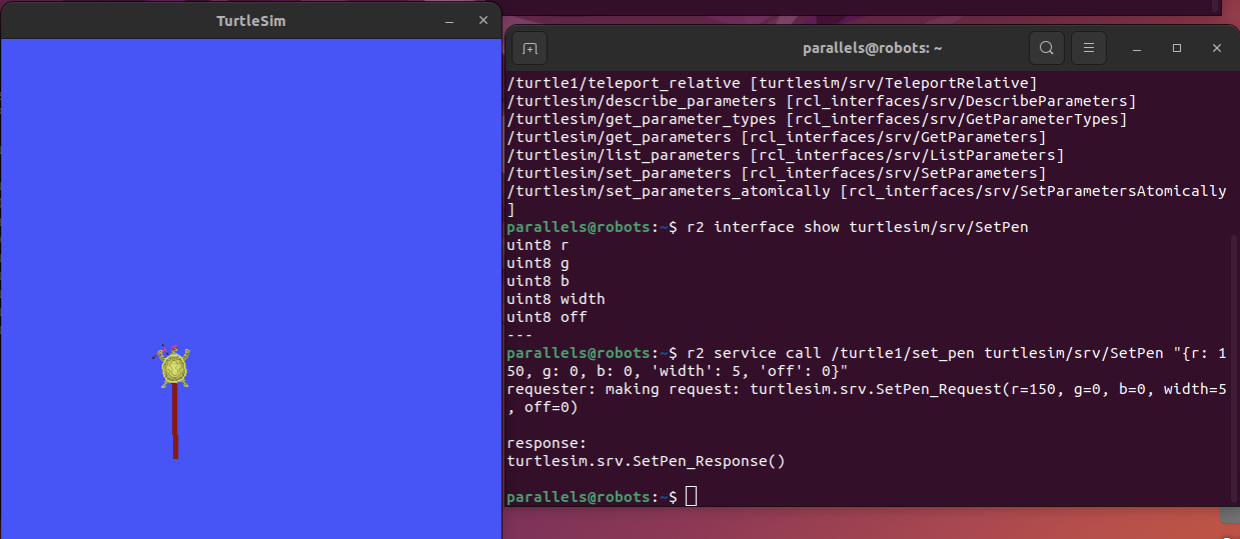 TurtleSim
parallels@robots: ~
/turtle1/teleport_relative [turtlesim/srv/TeleportRelative]
/turtlesim/describe_parameters [rcl_interfaces/srv/DescribeParameters]
/turtlesim/get_parameter_types [rcl_interfaces/srv/GetParameterTypes]
/turtlesim/get_parameters [rcl_interfaces/srv/GetParameters]
/turtlesim/list_parameters [rcl_interfaces/srv/ListParameters]
/turtlesim/set_parameters [rcl_interfaces/srv/SetParameters]
/turtlesim/set_parameters_atomically [rcl_interfaces/srv/SetParametersAtomically
]
parallels@robots:~$ r2 interface show turtlesim/srv/SetPen
uint8 r
uint8 g
uint8 b
uint8 width
uint8 off
---
parallels@robots:~$ r2 service call /turtle1/set_pen turtlesim/srv/SetPen "{r: 1
50, g: 0, b: 0, 'width': 5, 'off': 0}"
requester: making request: turtlesim.srv.SetPen_Request(r=150, g=0, b=0, width=5
, off=0)
response:
turtlesim.srv.SetPen_Response()
parallels@robots:~$